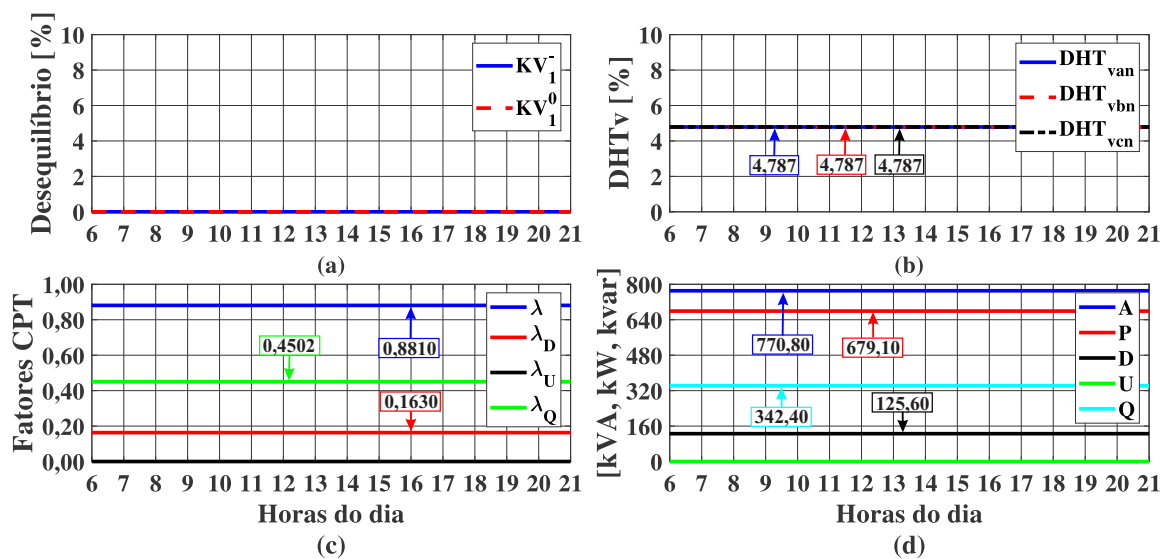 Desequilíbrio [%]
10
8
6
4
2
0
KV₁⁻
KV₁⁰
6 7 8 9 10 11 12 13 14 15 16 17 18 19 20 21
(a)
DHTv [%]
10
8
6
4
2
0
DHT_van
DHT_vbn
DHT_vcn
4,787 4,787 4,787
6 7 8 9 10 11 12 13 14 15 16 17 18 19 20 21
(b)
Fatores CPT
1,00
0,80
0,60
0,40
0,20
0,00
λ
λ_D
λ_U
λ_Q
0,4502 0,8810
0,1630
6 7 8 9 10 11 12 13 14 15 16 17 18 19 20 21
Horas do dia
(c)
[kVA, kW, kvar]
800
640
480
320
160
0
A
P
D
U
Q
770,80 679,10
342,40 125,60
6 7 8 9 10 11 12 13 14 15 16 17 18 19 20 21
Horas do dia
(d)